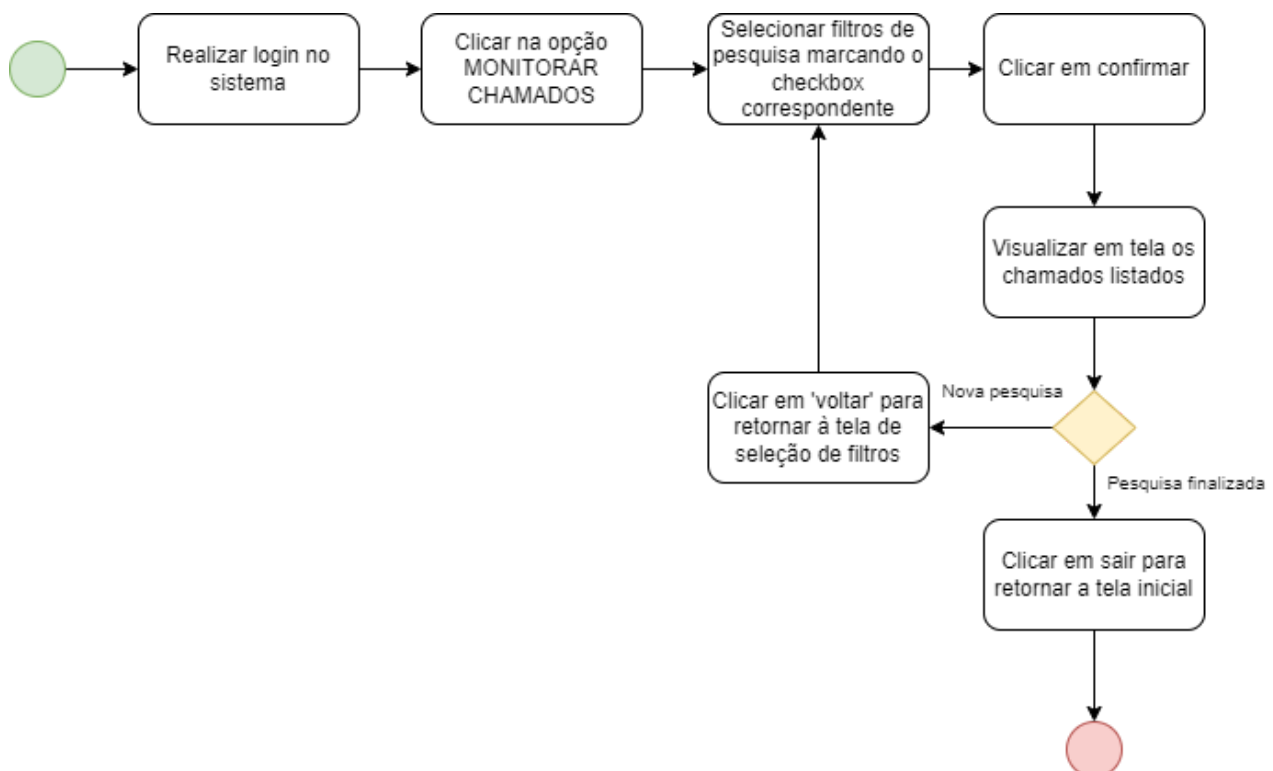 Realizar login no
sistema
Clicar na opção
MONITORAR
CHAMADOS
Selecionar filtros de
pesquisa marcando o
checkbox
correspondente
Clicar em confirmar
Visualizar em tela os
chamados listados
Nova pesquisa
Clicar em 'voltar' para
retornar à tela de
seleção de filtros
Pesquisa finalizada
Clicar em sair para
retornar a tela inicial